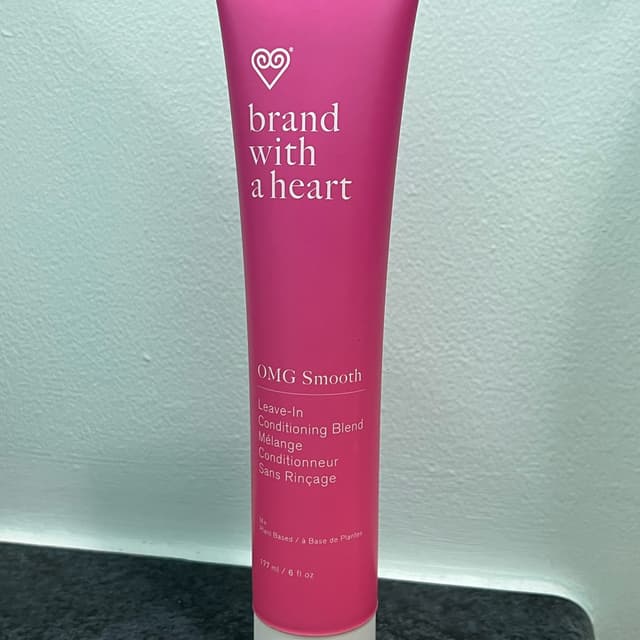 brand
with
a heart
OMG Smooth
Leave-In
Conditioning Blend
Mélange
Conditionneur
Sans Rinçage
Plant Based / à Base de Plantes
177 ml / 6 fl oz